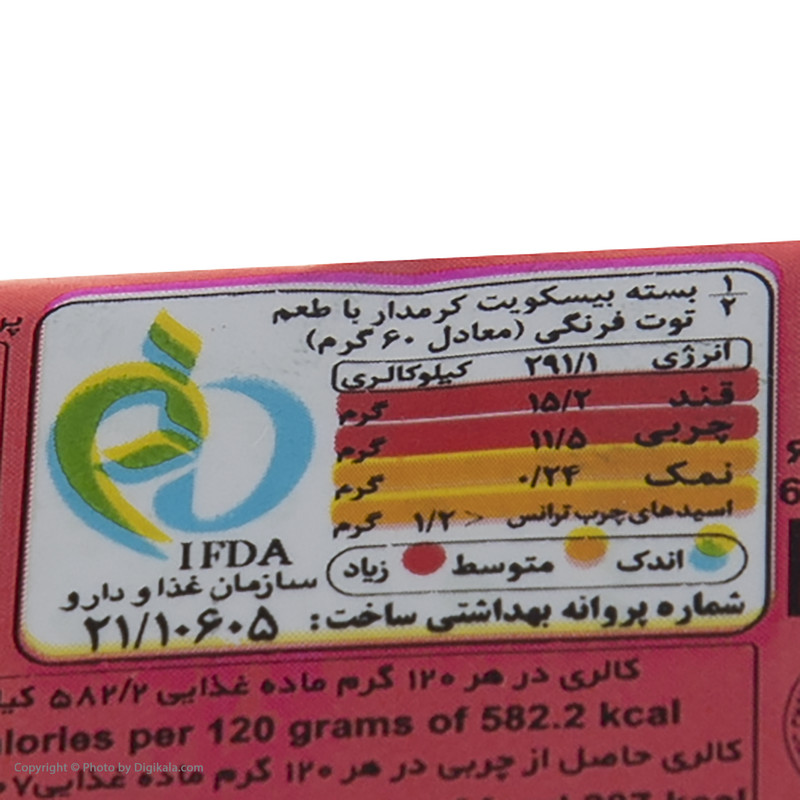 ۱/۲ بسته بیسکویت کرمدار با طعم
توت فرنگی (معادل ۶۰ گرم)
انرژی ۲۹۱/۱ کیلوکالری
قند ۱۵/۲ گرم
چربی ۱۱/۵ گرم
نمک ۰/۲۴ گرم
اسیدهای چرب ترانس < ۱/۲ گرم
اندک متوسط زیاد
IFDA
سازمان غذا و دارو
شماره پروانه بهداشتی ساخت:
۲۱/۱۰۶۰۵
کالری در هر ۱۲۰ گرم ماده غذایی ۵۸۲/۲
per 120 grams of 582.2 kcal
کالری حاصل از چربی در هر ۱۲۰ گرم ماده غذایی
kcal
Copyright © Photo by Digikala.com